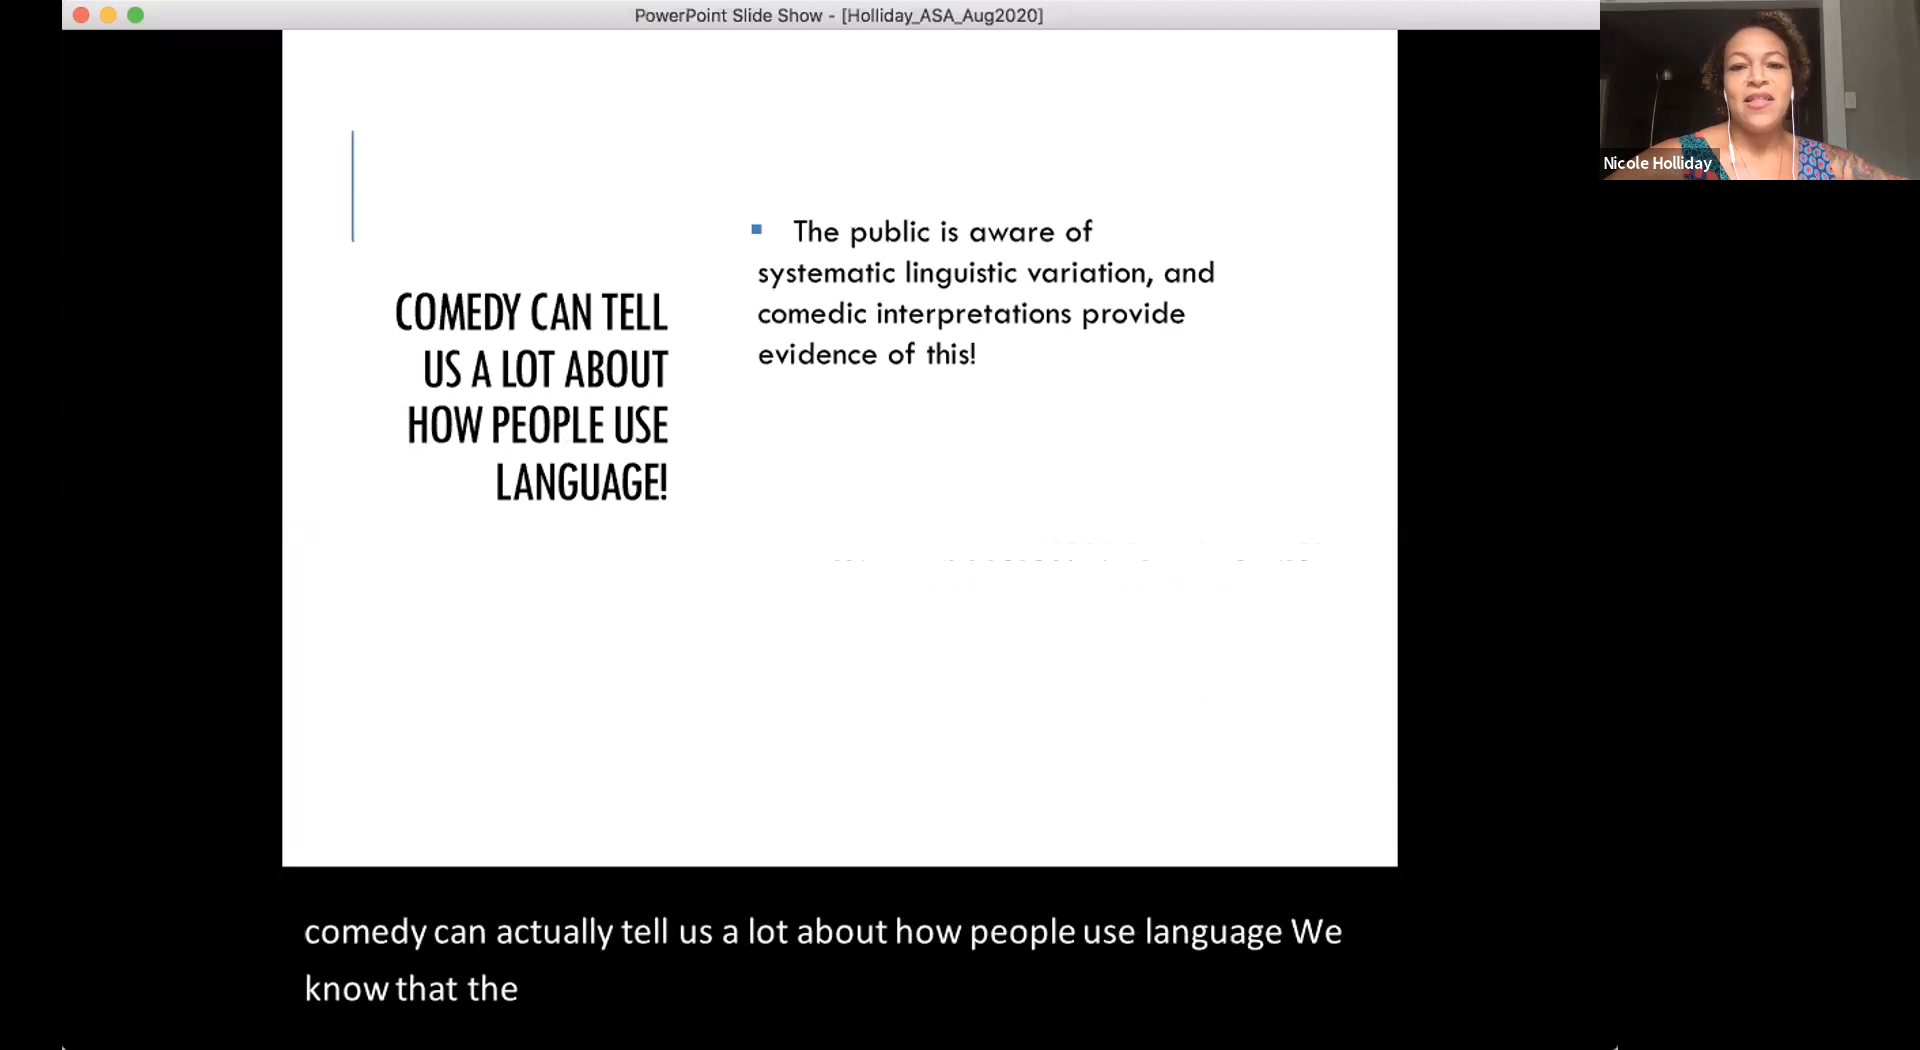 PowerPoint Slide Show - [Holliday_ASA_Aug2020]
Nicole Holliday
COMEDY CAN TELL
US A LOT ABOUT
HOW PEOPLE USE
LANGUAGE!
The public is aware of
systematic linguistic variation, and
comedic interpretations provide
evidence of this!
comedy can actually tell us a lot about how people use language We
know that the